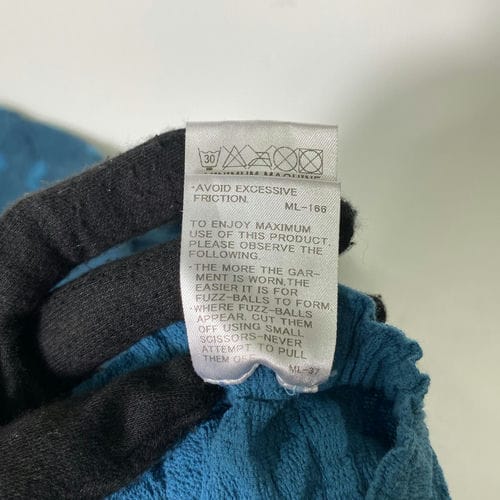 30
·AVOID EXCESSIVE
FRICTION. ML-166
TO ENJOY MAXIMUM
USE OF THIS PRODUCT,
PLEASE OBSERVE THE
FOLLOWING.
·THE MORE THE GAR-
MENT IS WORN,THE
EASIER IT IS FOR
FUZZ-BALLS TO FORM.
·WHERE FUZZ-BALLS
APPEAR, CUT THEM
OFF USING SMALL
SCISSORS-NEVER
ATTEMPT TO PULL
THEM OFF. ML-37